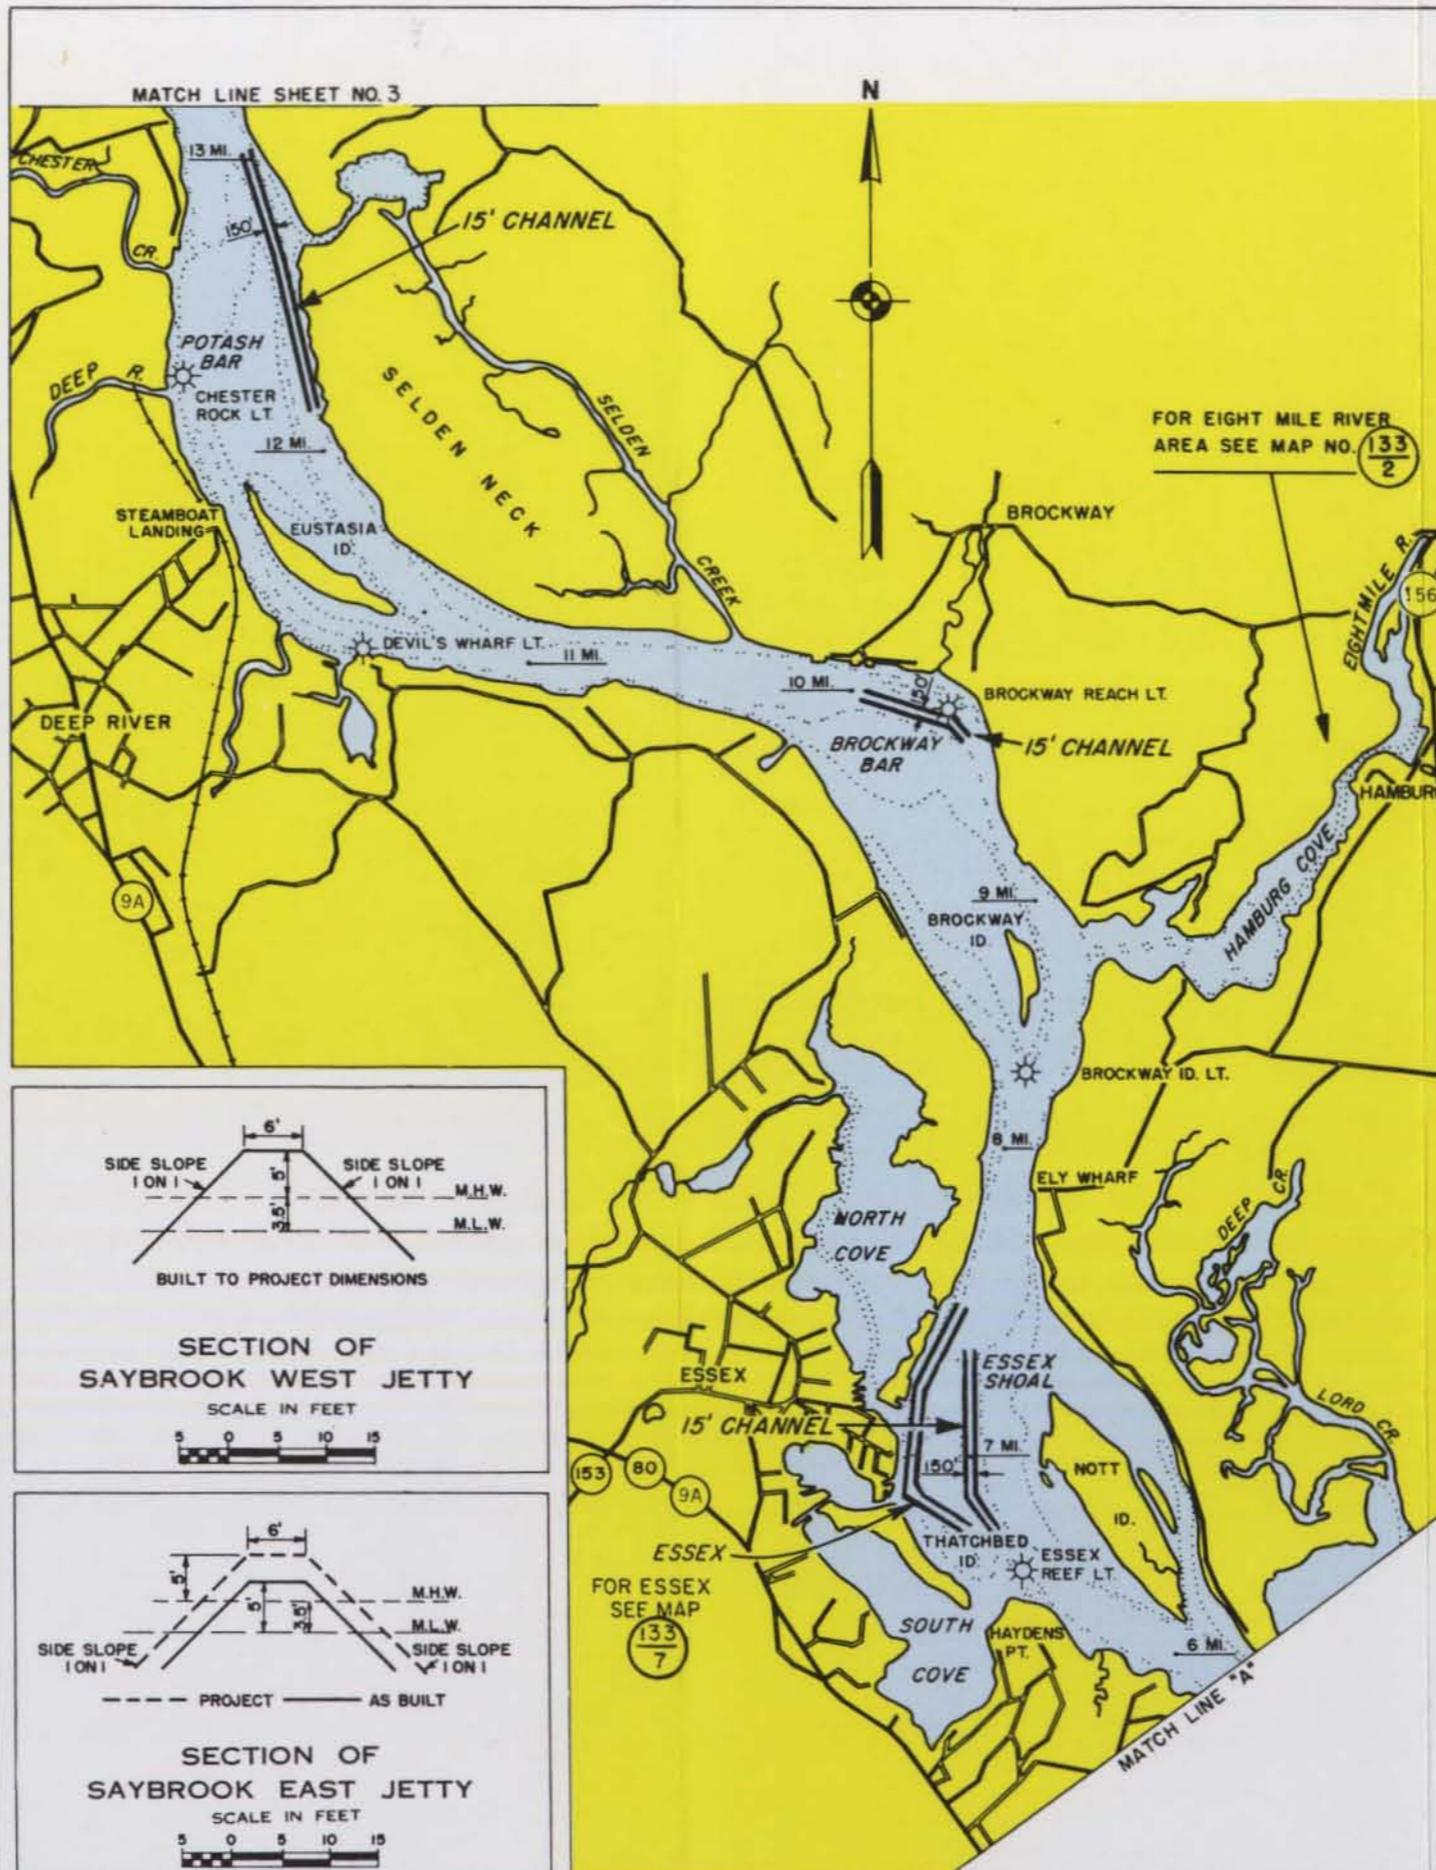 MATCH LINE SHEET NO. 3
N
13 MI.
CHESTER
CR.
150'
15' CHANNEL
POTASH
BAR
DEEP R.
CHESTER
ROCK LT.
12 MI.
SELDEN NECK
SELDEN
CREEK
FOR EIGHT MILE RIVER
AREA SEE MAP NO. 133
2
STEAMBOAT
LANDING
EUSTASIA
ID.
BROCKWAY
EIGHTMILE R.
156
DEVIL'S WHARF LT.
11 MI.
10 MI.
150'
BROCKWAY REACH LT.
DEEP RIVER
BROCKWAY
BAR
15' CHANNEL
HAMBUR
HAMBURG COVE
9A
9 MI.
BROCKWAY
ID.
BROCKWAY ID. LT.
8 MI.
ELY WHARF
NORTH
COVE
DEEP CR.
LORD CR.
ESSEX
ESSEX
SHOAL
15' CHANNEL
7 MI.
150'
NOTT
ID.
153
80
9A
ESSEX
THATCHBED
ID.
ESSEX
REEF LT.
FOR ESSEX
SEE MAP
133
7
SOUTH
COVE
HAYDENS
PT.
6 MI.
MATCH LINE "A"
6'
SIDE SLOPE
1 ON 1
5'
SIDE SLOPE
1 ON 1
M.H.W.
3.5'
M.L.W.
BUILT TO PROJECT DIMENSIONS
SECTION OF
SAYBROOK WEST JETTY
SCALE IN FEET
5 0 5 10 15
6'
5'
M.H.W.
5'
3.5'
M.L.W.
SIDE SLOPE
1 ON 1
SIDE SLOPE
1 ON 1
PROJECT
AS BUILT
SECTION OF
SAYBROOK EAST JETTY
SCALE IN FEET
5 0 5 10 15